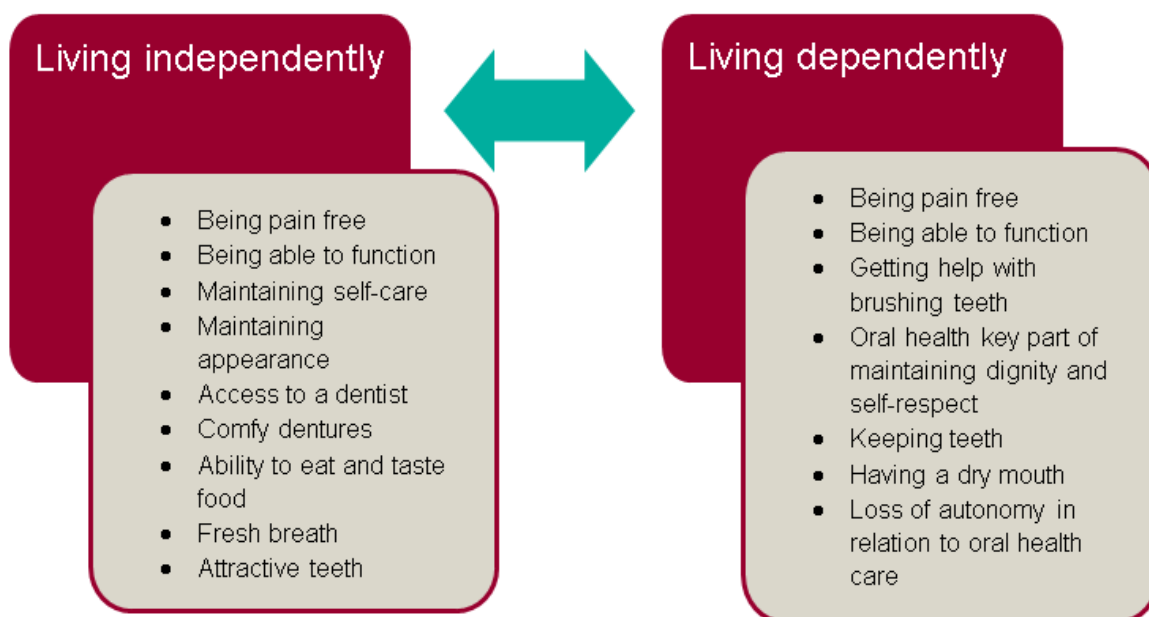 Living independently
• Being pain free
• Being able to function
• Maintaining self-care
• Maintaining
appearance
• Access to a dentist
• Comfy dentures
• Ability to eat and taste
food
• Fresh breath
• Attractive teeth
Living dependently
• Being pain free
• Being able to function
• Getting help with
brushing teeth
• Oral health key part of
maintaining dignity and
self-respect
• Keeping teeth
• Having a dry mouth
• Loss of autonomy in
relation to oral health
care